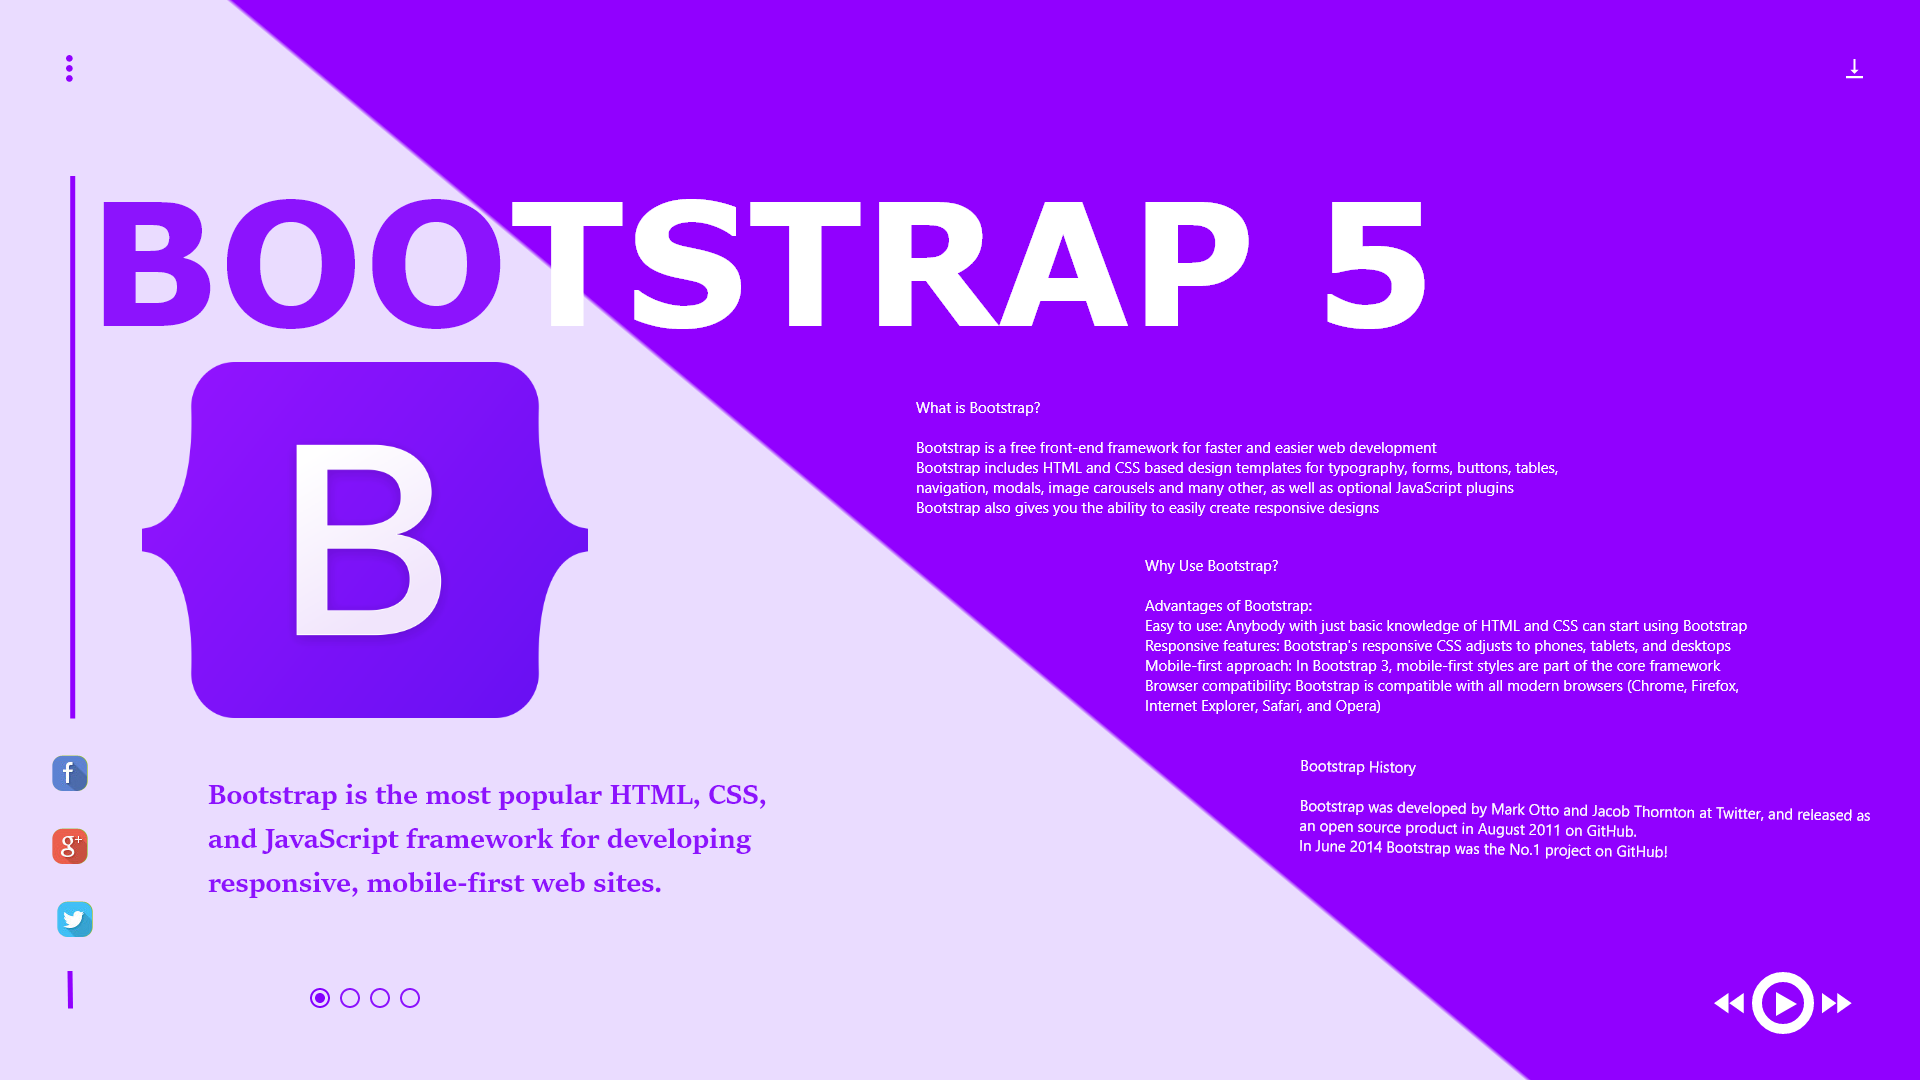 BOOTSTRAP 5
B
What is Bootstrap?
Bootstrap is a free front-end framework for faster and easier web development
Bootstrap includes HTML and CSS based design templates for typography, forms, buttons, tables,
navigation, modals, image carousels and many other, as well as optional JavaScript plugins
Bootstrap also gives you the ability to easily create responsive designs
Why Use Bootstrap?
Advantages of Bootstrap:
Easy to use: Anybody with just basic knowledge of HTML and CSS can start using Bootstrap
Responsive features: Bootstrap's responsive CSS adjusts to phones, tablets, and desktops
Mobile-first approach: In Bootstrap 3, mobile-first styles are part of the core framework
Browser compatibility: Bootstrap is compatible with all modern browsers (Chrome, Firefox,
Internet Explorer, Safari, and Opera)
Bootstrap History
Bootstrap was developed by Mark Otto and Jacob Thornton at Twitter, and released as
an open source product in August 2011 on GitHub.
In June 2014 Bootstrap was the No.1 project on GitHub!
f
g+
Bootstrap is the most popular HTML, CSS,
and JavaScript framework for developing
responsive, mobile-first web sites.